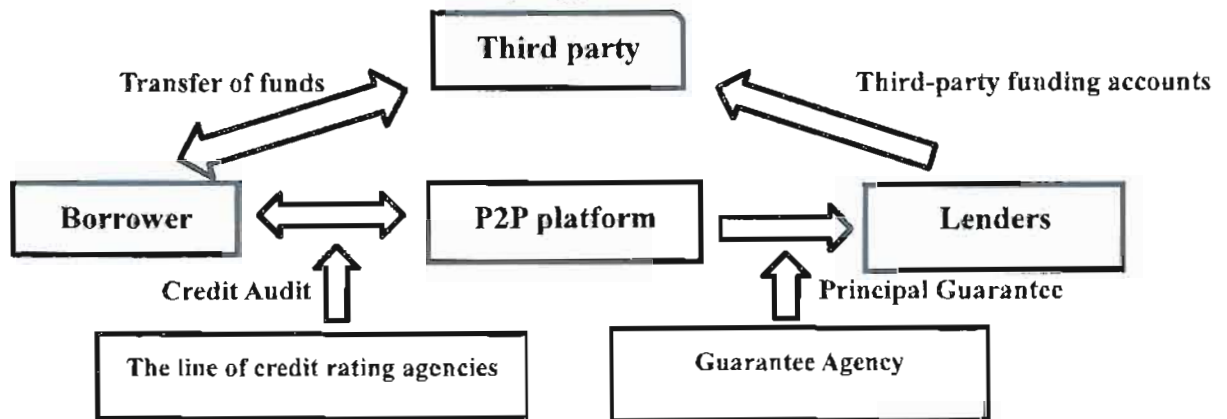 Third party
Transfer of funds
Third-party funding accounts
Borrower
P2P platform
Lenders
Credit Audit
Principal Guarantee
The line of credit rating agencies
Guarantee Agency